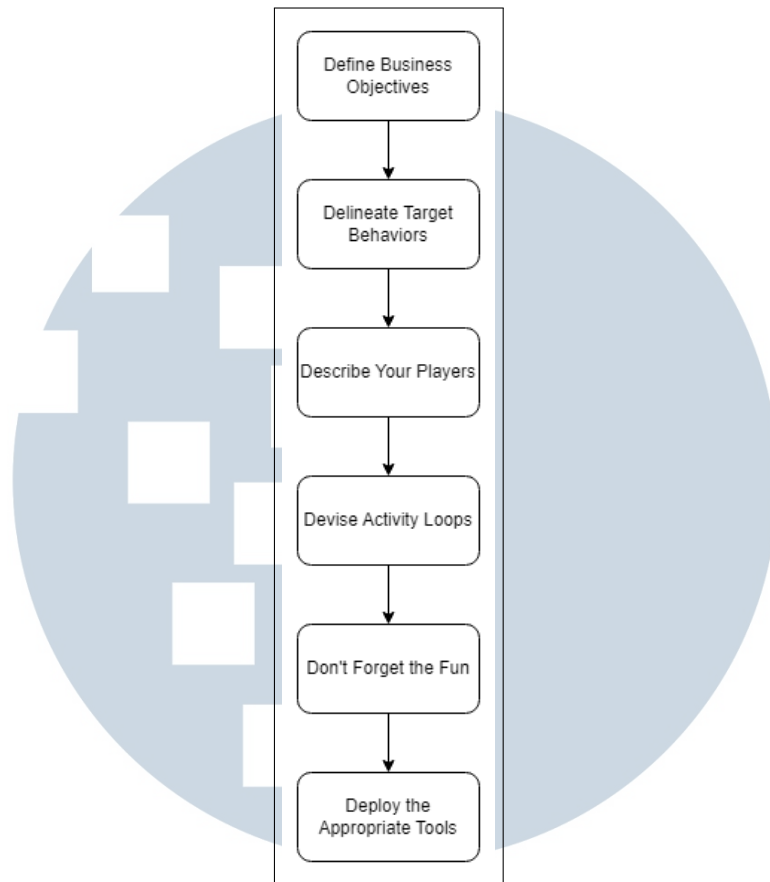 Define Business
Objectives
Delineate Target
Behaviors
Describe Your Players
Devise Activity Loops
Don't Forget the Fun
Deploy the
Appropriate Tools